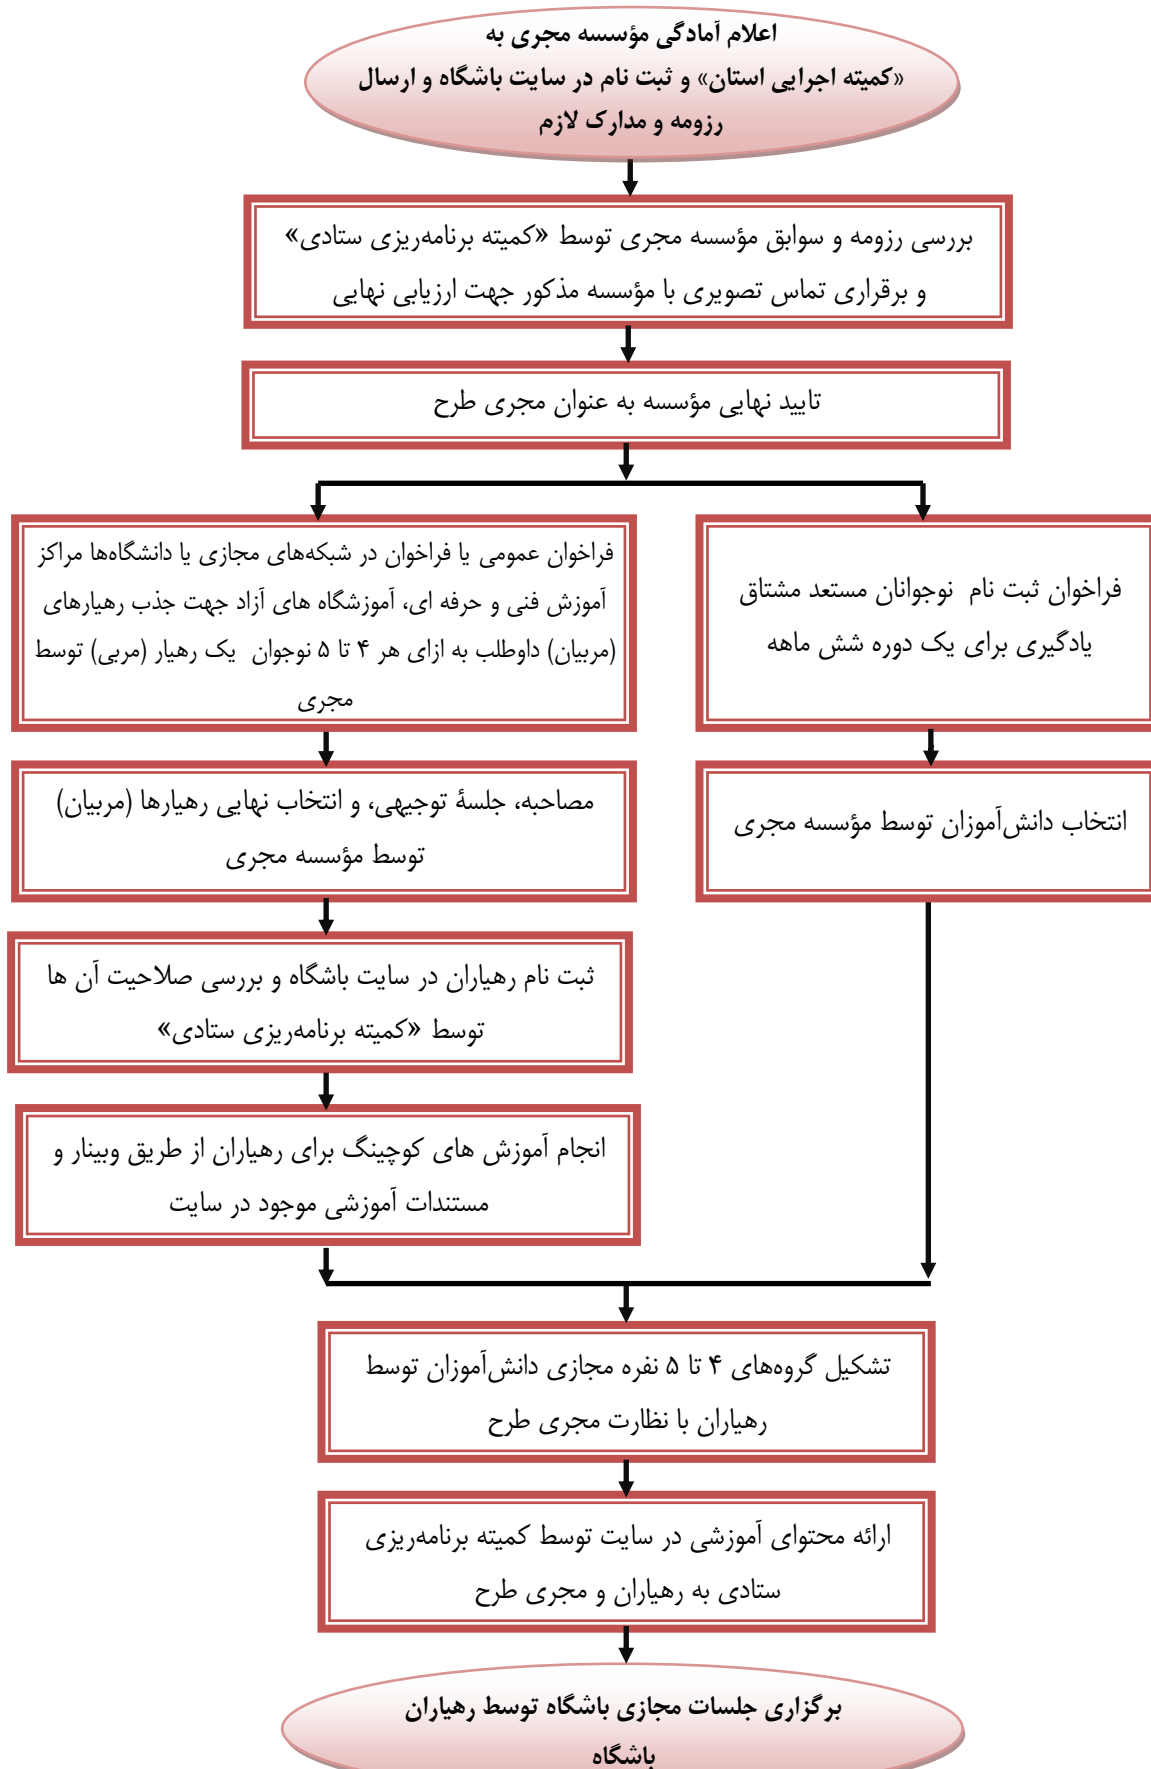 اعلام آمادگی مؤسسه مجری به
«کمیته اجرایی استان» و ثبت نام در سایت باشگاه و ارسال
رزومه و مدارک لازم
بررسی رزومه و سوابق مؤسسه مجری توسط «کمیته برنامه‌ریزی ستادی»
و برقراری تماس تصویری با مؤسسه مذکور جهت ارزیابی نهایی
تایید نهایی مؤسسه به عنوان مجری طرح
فراخوان ثبت نام نوجوانان مستعد مشتاق
یادگیری برای یک دوره شش ماهه
انتخاب دانش‌آموزان توسط مؤسسه مجری
فراخوان عمومی یا فراخوان در شبکه‌های مجازی یا دانشگاه‌ها مراکز
آموزش فنی و حرفه ای، آموزشگاه های آزاد جهت جذب رهیارهای
(مربیان) داوطلب به ازای هر ۴ تا ۵ نوجوان یک رهیار (مربی) توسط
مجری
مصاحبه، جلسۀ توجیهی، و انتخاب نهایی رهیارها (مربیان)
توسط مؤسسه مجری
ثبت نام رهیاران در سایت باشگاه و بررسی صلاحیت آن ها
توسط «کمیته برنامه‌ریزی ستادی»
انجام آموزش های کوچینگ برای رهیاران از طریق وبینار و
مستندات آموزشی موجود در سایت
تشکیل گروه‌های ۴ تا ۵ نفره مجازی دانش‌آموزان توسط
رهیاران با نظارت مجری طرح
ارائه محتوای آموزشی در سایت توسط کمیته برنامه‌ریزی
ستادی به رهیاران و مجری طرح
برگزاری جلسات مجازی باشگاه توسط رهیاران
باشگاه